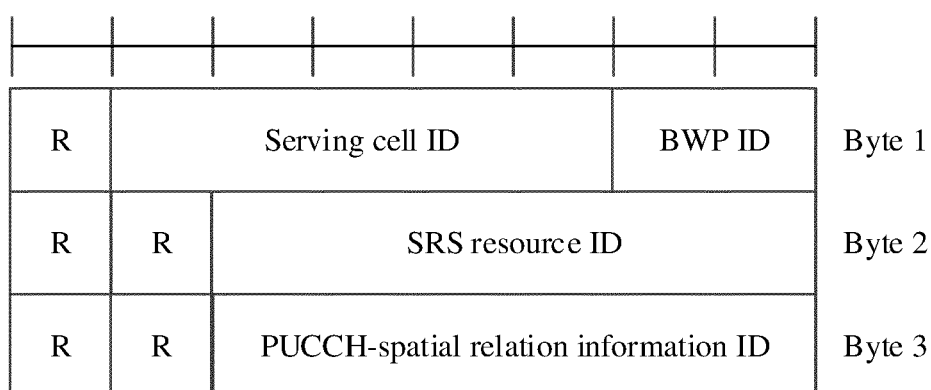 R Serving cell ID BWP ID Byte 1
R R SRS resource ID Byte 2
R R PUCCH-spatial relation information ID Byte 3